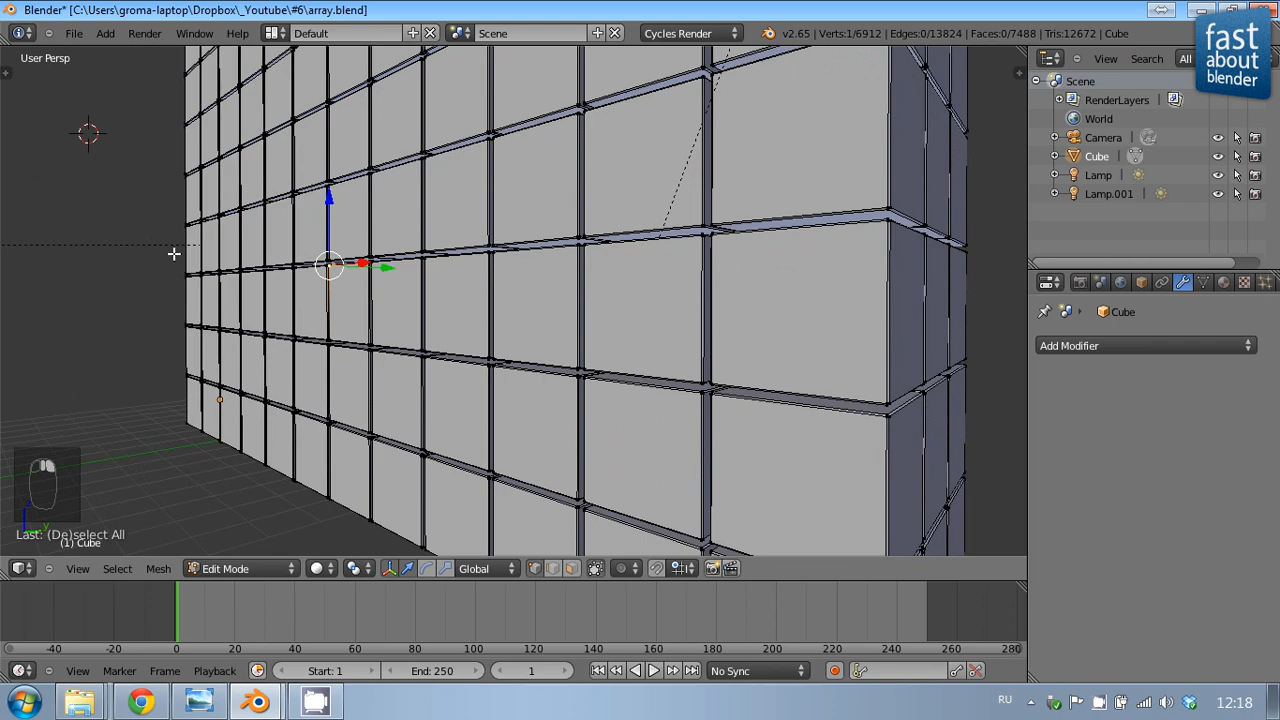 Blender* [C:\Users\groma-laptop\Dropbox\_Youtube\#6\array.blend]
File Add Render Window Help Default Scene Cycles Render v2.65 | Verts:1/6912 | Edges:0/13824 | Faces:0/7488 | Tris:12672 | Cube
fast
about
blender
User Persp
View Search All
Scene
RenderLayers
World
Camera
Cube
Lamp
Lamp.001
Cube
Add Modifier
Last: (De)select All
(1) Cube
z
y
View Select Mesh Edit Mode Global
-40 -20 0 20 40 60 80 100 120 140 160 180 200 220 240 260 280
View Marker Frame Playback Start: 1 End: 250 1 No Sync
RU 12:18